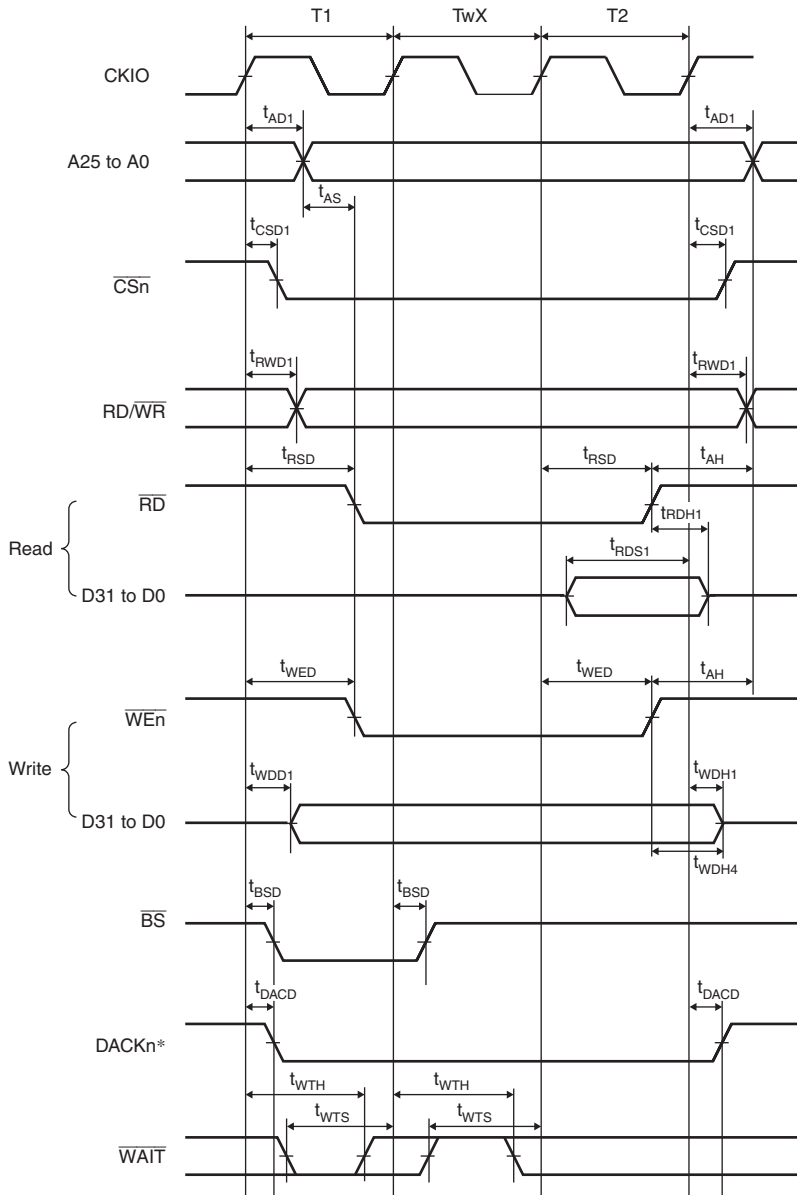 T1 TwX T2
CKIO
tAD1 tAD1
A25 to A0
tAS
tCSD1 tCSD1
CSn
tRWD1 tRWD1
RD/WR
tRSD tRSD tAH
RD
tRDH1
Read
tRDS1
D31 to D0
tWED tWED tAH
WEn
Write
tWDD1 tWDH1
D31 to D0
tWDH4
tBSD tBSD
BS
tDACD tDACD
DACKn*
tWTH tWTH
tWTS tWTS
WAIT